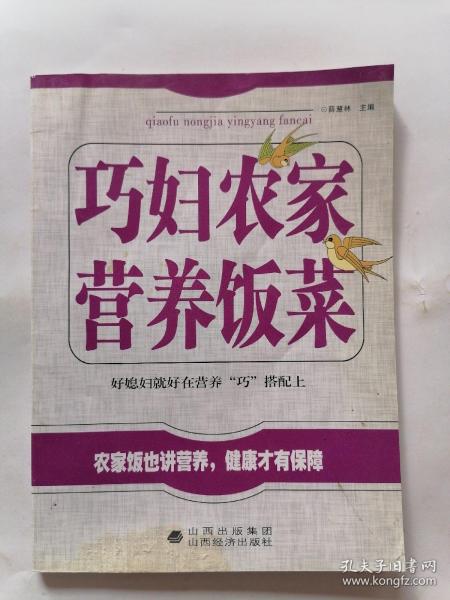 ◎薛慧林 主编
qiaofu nongjia yingyang fancai
巧妇农家
营养饭菜
好媳妇就好在营养“巧”搭配上
农家饭也讲营养，健康才有保障
山西出版集团
山西经济出版社
孔夫子旧书网
www.kongfz.com